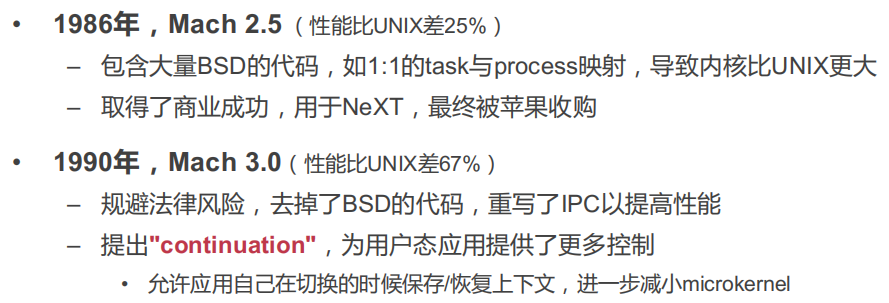 • 1986年，Mach 2.5（性能比UNIX差25%）
– 包含大量BSD的代码，如1:1的task与process映射，导致内核比UNIX更大
– 取得了商业成功，用于NeXT，最终被苹果收购
• 1990年，Mach 3.0（性能比UNIX差67%）
– 规避法律风险，去掉了BSD的代码，重写了IPC以提高性能
– 提出"continuation"，为用户态应用提供了更多控制
• 允许应用自己在切换的时候保存/恢复上下文，进一步减小microkernel